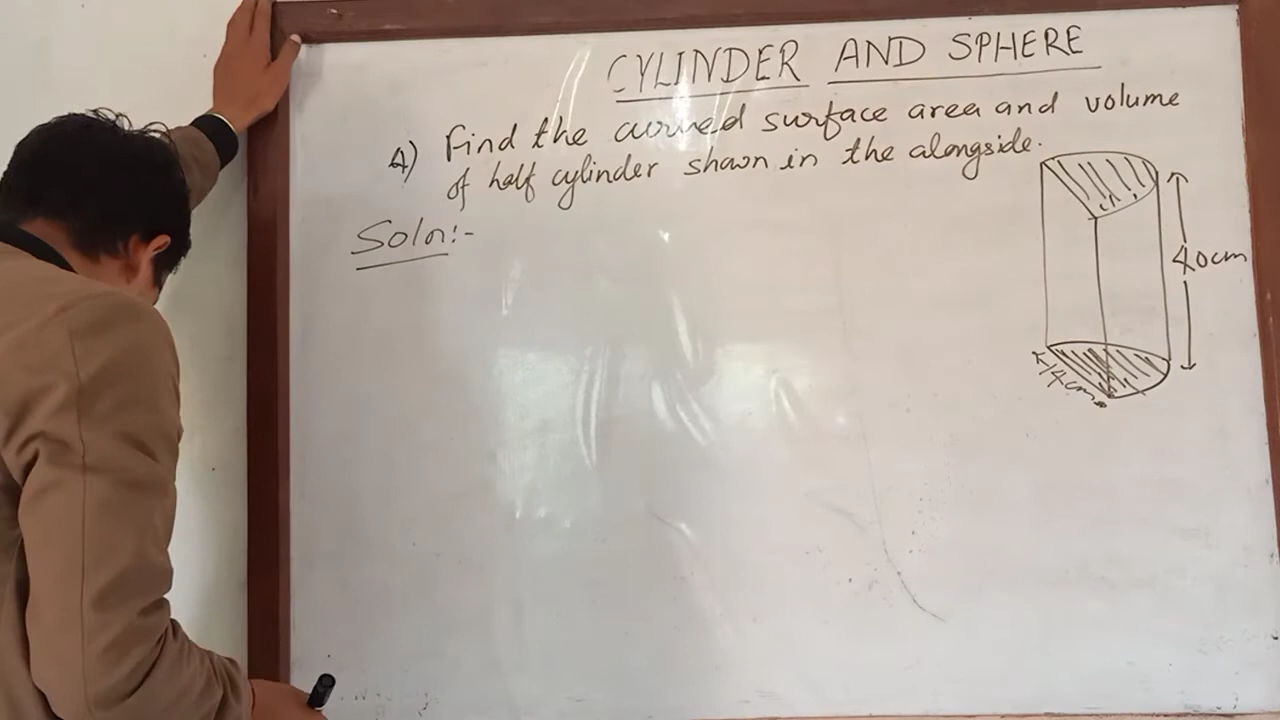 CYLINDER AND SPHERE
4) Find the curved surface area and volume
of half cylinder shown in the alongside.
Soln:-
40cm
14cm